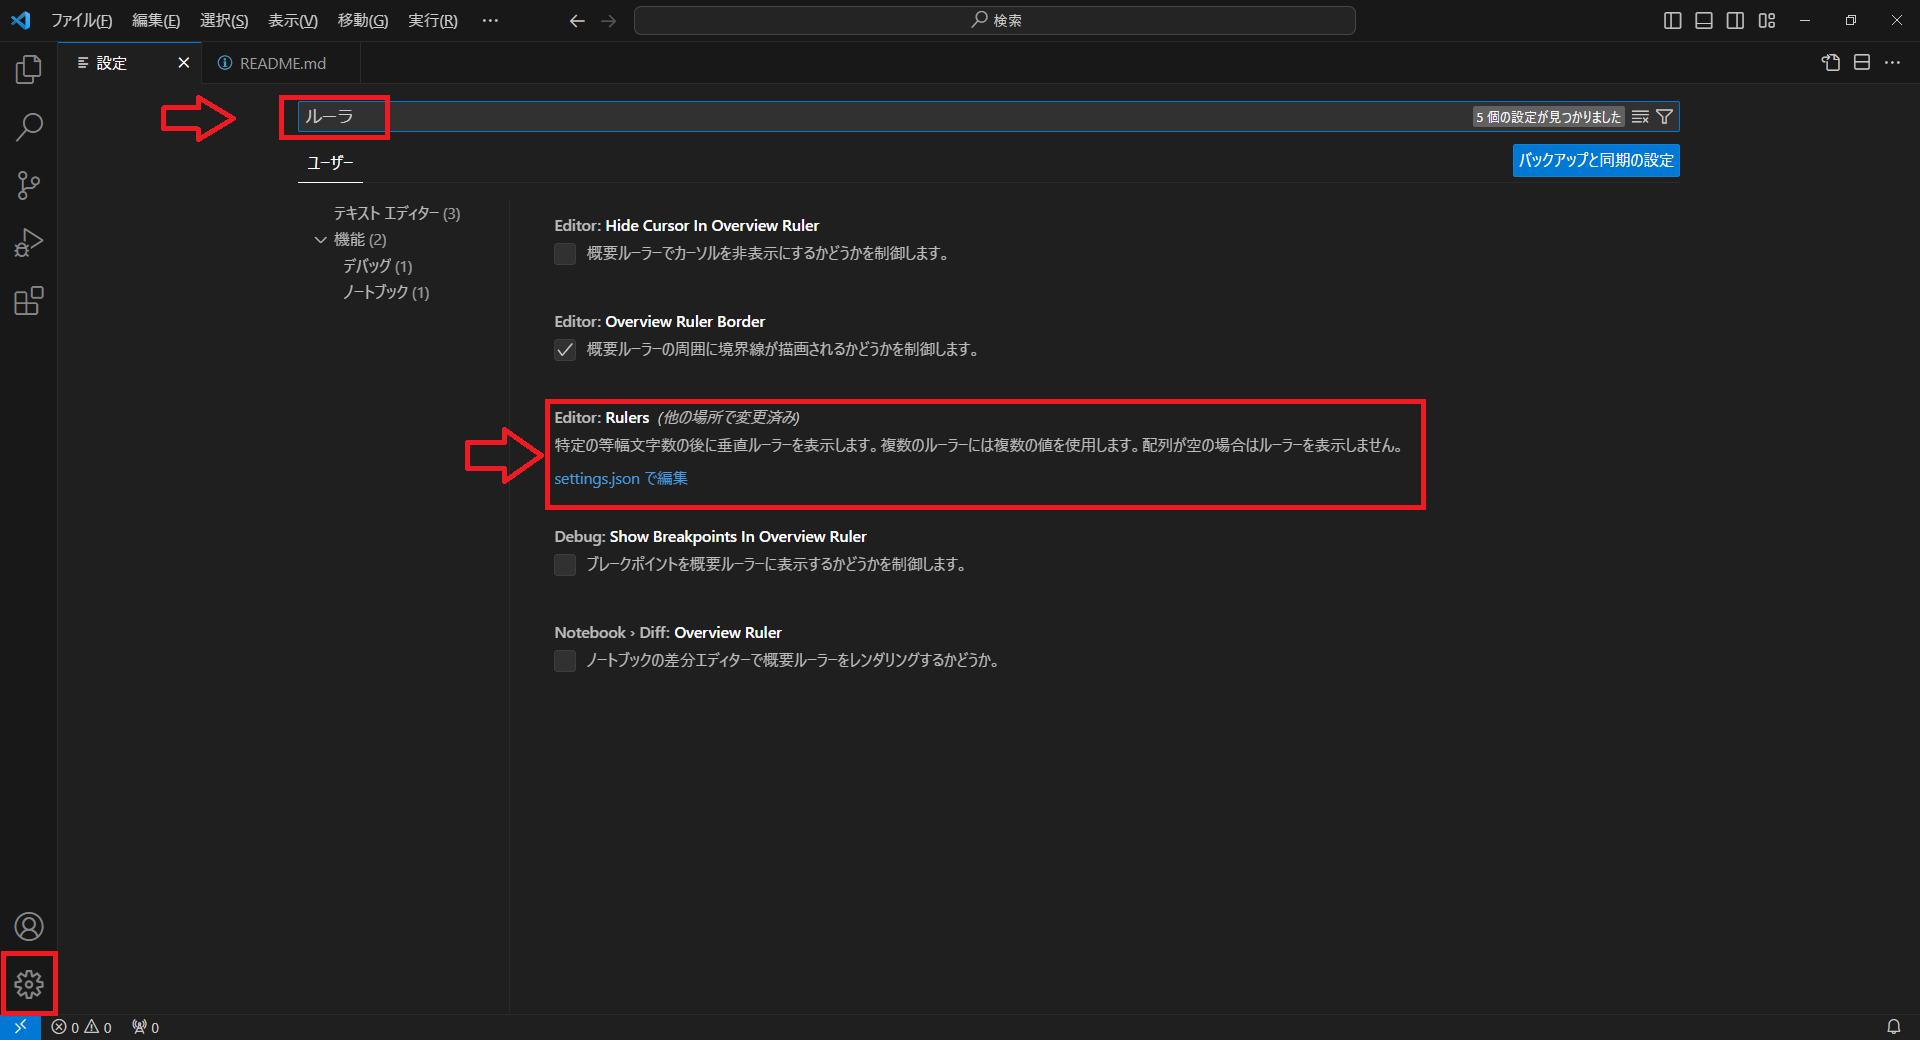 ファイル(F) 編集(E) 選択(S) 表示(V) 移動(G) 実行(R) ··· 検索
設定 README.md
ルーラ 5 個の設定が見つかりました
ユーザー バックアップと同期の設定
テキスト エディター (3)
機能 (2)
デバッグ (1)
ノートブック (1)
Editor: Hide Cursor In Overview Ruler
概要ルーラーでカーソルを非表示にするかどうかを制御します。
Editor: Overview Ruler Border
概要ルーラーの周囲に境界線が描画されるかどうかを制御します。
Editor: Rulers (他の場所で変更済み)
特定の等幅文字数の後に垂直ルーラーを表示します。複数のルーラーには複数の値を使用します。配列が空の場合はルーラーを表示しません。
settings.json で編集
Debug: Show Breakpoints In Overview Ruler
ブレークポイントを概要ルーラーに表示するかどうかを制御します。
Notebook › Diff: Overview Ruler
ノートブックの差分エディターで概要ルーラーをレンダリングするかどうか。
0 0 0